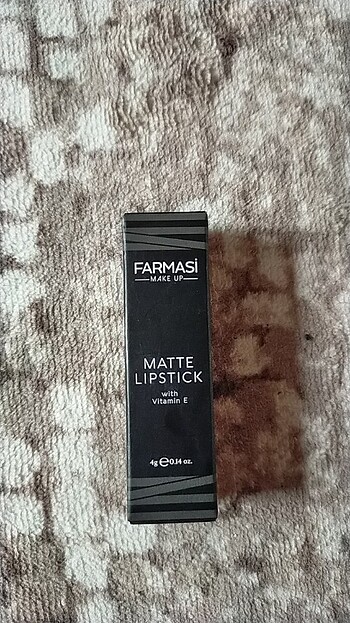 FARMASİ
MAKE UP
MATTE
LIPSTICK
with
Vitamin E
4g ℮0.14 oz.